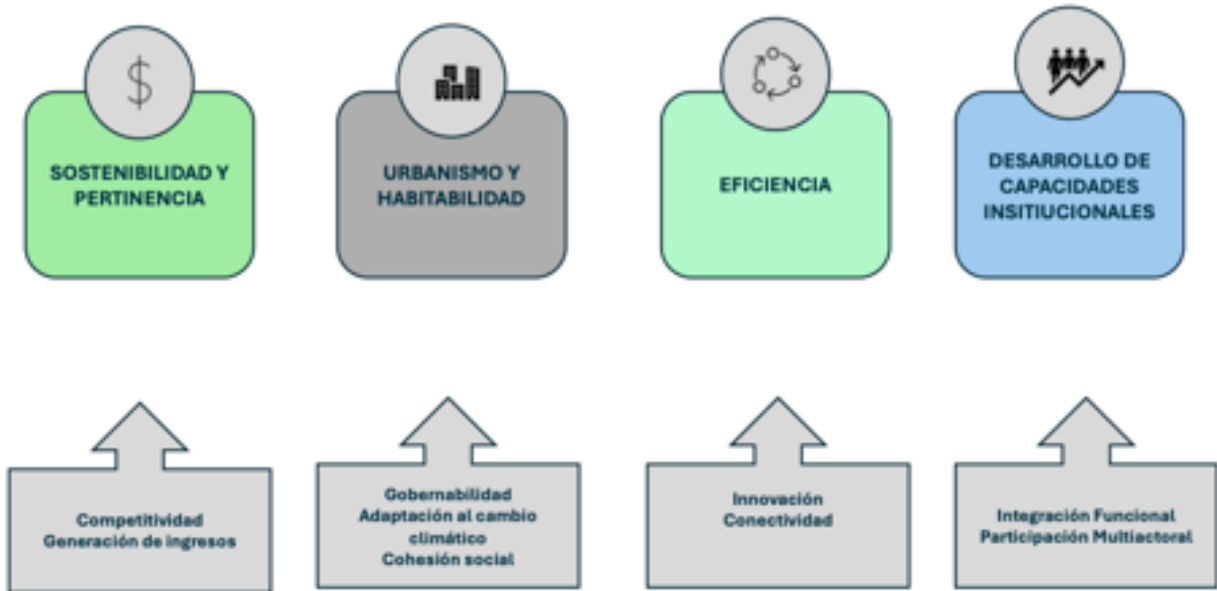 $
SOSTENIBILIDAD Y
PERTINENCIA
URBANISMO Y
HABITABILIDAD
EFICIENCIA
DESARROLLO DE
CAPACIDADES
INSITIUCIONALES
Competitividad
Generación de ingresos
Gobernabilidad
Adaptación al cambio
climático
Cohesión social
Innovación
Conectividad
Integración Funcional
Participación Multiactoral